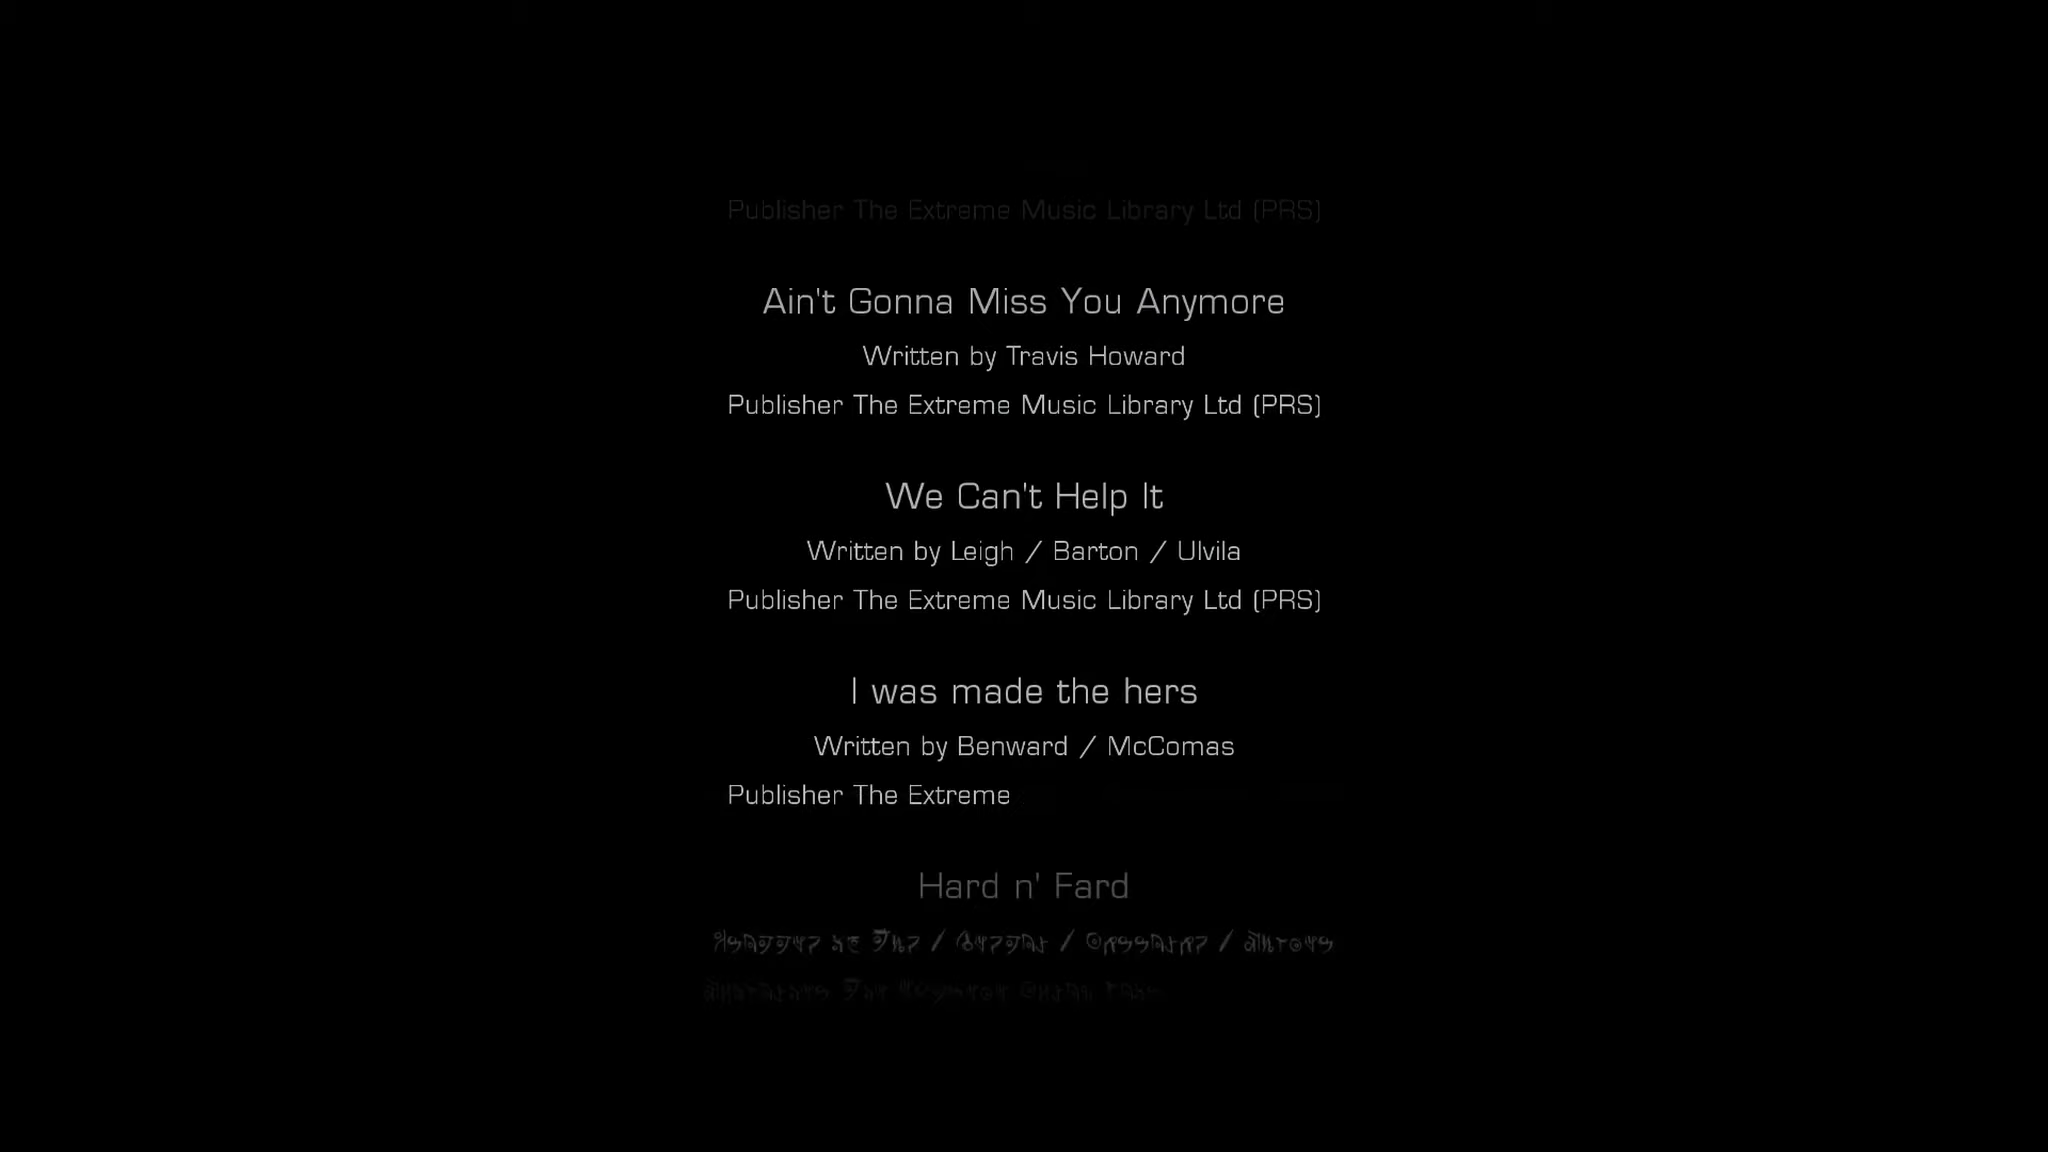 Publisher The Extreme Music Library Ltd (PRS)
Ain't Gonna Miss You Anymore
Written by Travis Howard
Publisher The Extreme Music Library Ltd (PRS)
We Can't Help It
Written by Leigh / Barton / Ulvila
Publisher The Extreme Music Library Ltd (PRS)
I was made the hers
Written by Benward / McComas
Publisher The Extreme
Hard n' Fard